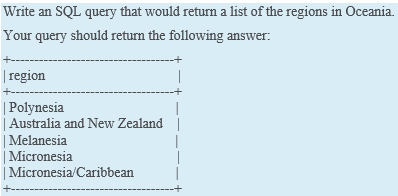 Write an SQL query that would return a list of the regions in Oceania.
Your query should return the following answer:
+-----------------------------------+
| region                            |
+-----------------------------------+
| Polynesia                         |
| Australia and New Zealand         |
| Melanesia                         |
| Micronesia                        |
| Micronesia/Caribbean              |
+-----------------------------------+